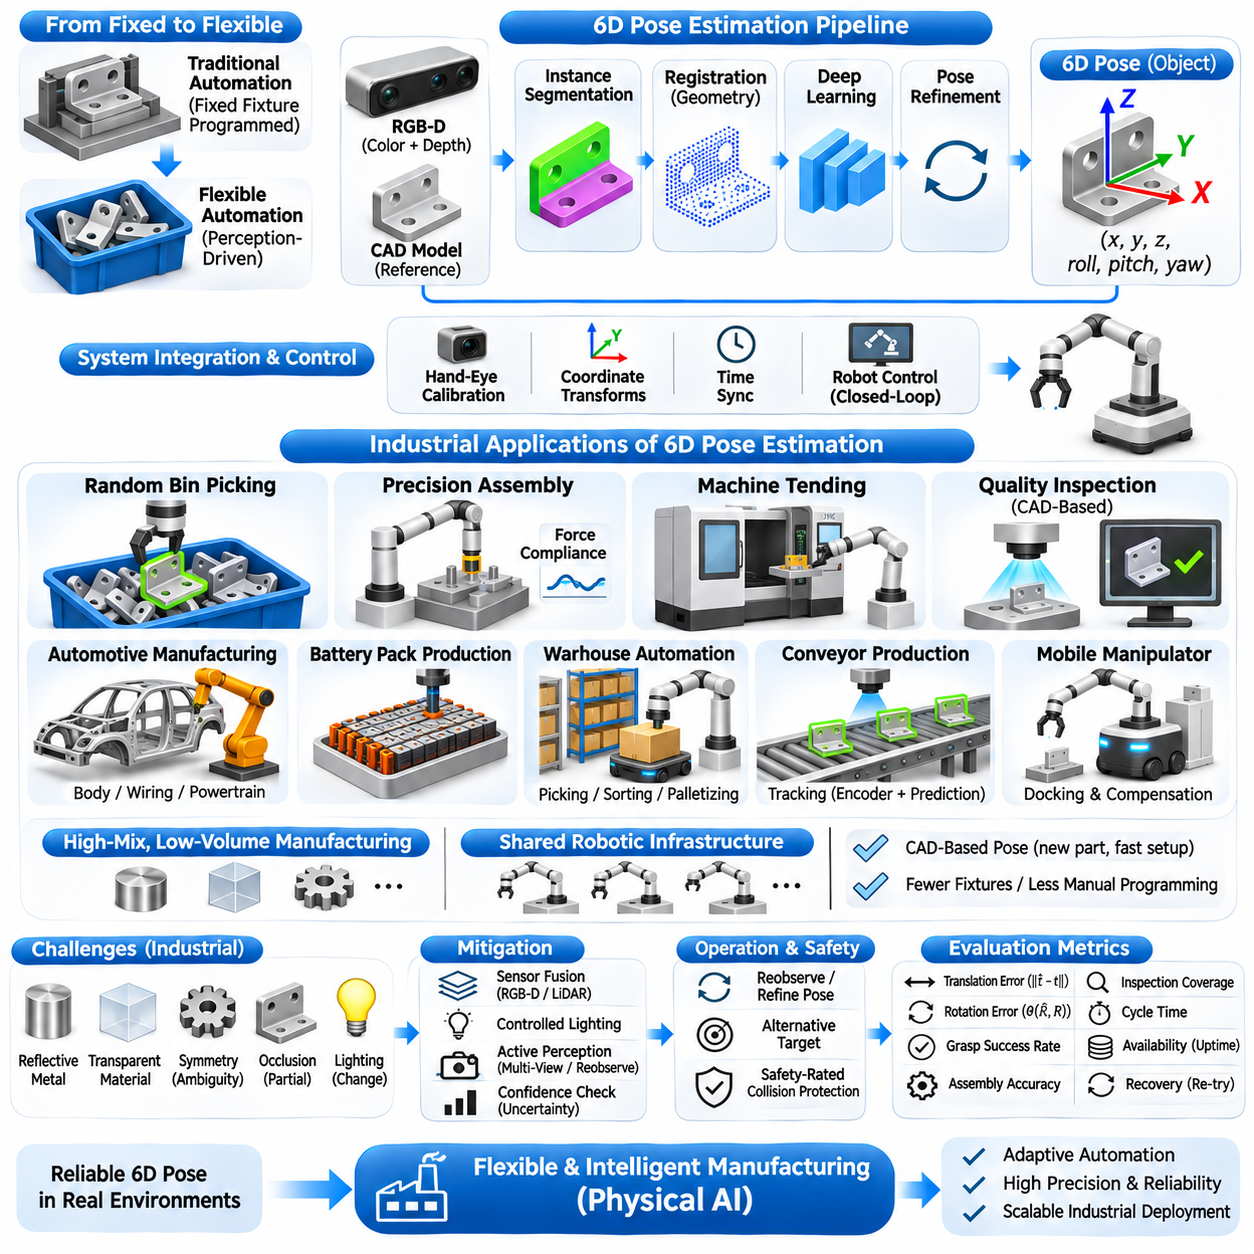 From Fixed to Flexible
Traditional
Automation
(Fixed Fixture
Programmed)
Flexible
Automation
(Perception-
Driven)
6D Pose Estimation Pipeline
RGB-D
(Color + Depth)
CAD Model
(Reference)
Instance
Segmentation
Registration
(Geometry)
Deep
Learning
Pose
Refinement
6D Pose (Object)
Z
Y
X
(x, y, z,
roll, pitch, yaw)
System Integration & Control
Hand-Eye
Calibration
Y
Coordinate
Transforms
Time
Sync
Robot Control
(Closed-Loop)
Industrial Applications of 6D Pose Estimation
Random Bin Picking
Precision Assembly
Force
Compliance
Machine Tending
Quality Inspection
(CAD-Based)
Automotive Manufacturing
Body / Wiring / Powertrain
Battery Pack Production
Warhouse Automation
Picking / Sorting / Palletizing
Conveyor Production
Tracking (Encoder + Prediction)
Mobile Manipulator
Docking & Compensation
High-Mix, Low-Volume Manufacturing
...
Shared Robotic Infrastructure
...
CAD-Based Pose (new part, fast setup)
Fewer Fixtures / Less Manual Programming
Challenges (Industrial)
Reflective
Metal
Transparent
Material
Symmetry
(Ambiguity)
Occlusion
(Partial)
Lighting
(Change)
Mitigation
Sensor Fusion
(RGB-D / LiDAR)
Controlled Lighting
Active Perception
(Multi-View / Reobserve)
Confidence Check
(Uncertainty)
Operation & Safety
Reobserve /
Refine Pose
Alternative
Target
Safety-Rated
Collision Protection
Evaluation Metrics
Translation Error (||t̂ - t||)
Rotation Error (θ(R̂, R))
Grasp Success Rate
Assembly Accuracy
Inspection Coverage
Cycle Time
Availability (Uptime)
Recovery (Re-try)
Reliable 6D Pose
in Real Environments
Flexible & Intelligent Manufacturing
(Physical AI)
Adaptive Automation
High Precision & Reliability
Scalable Industrial Deployment